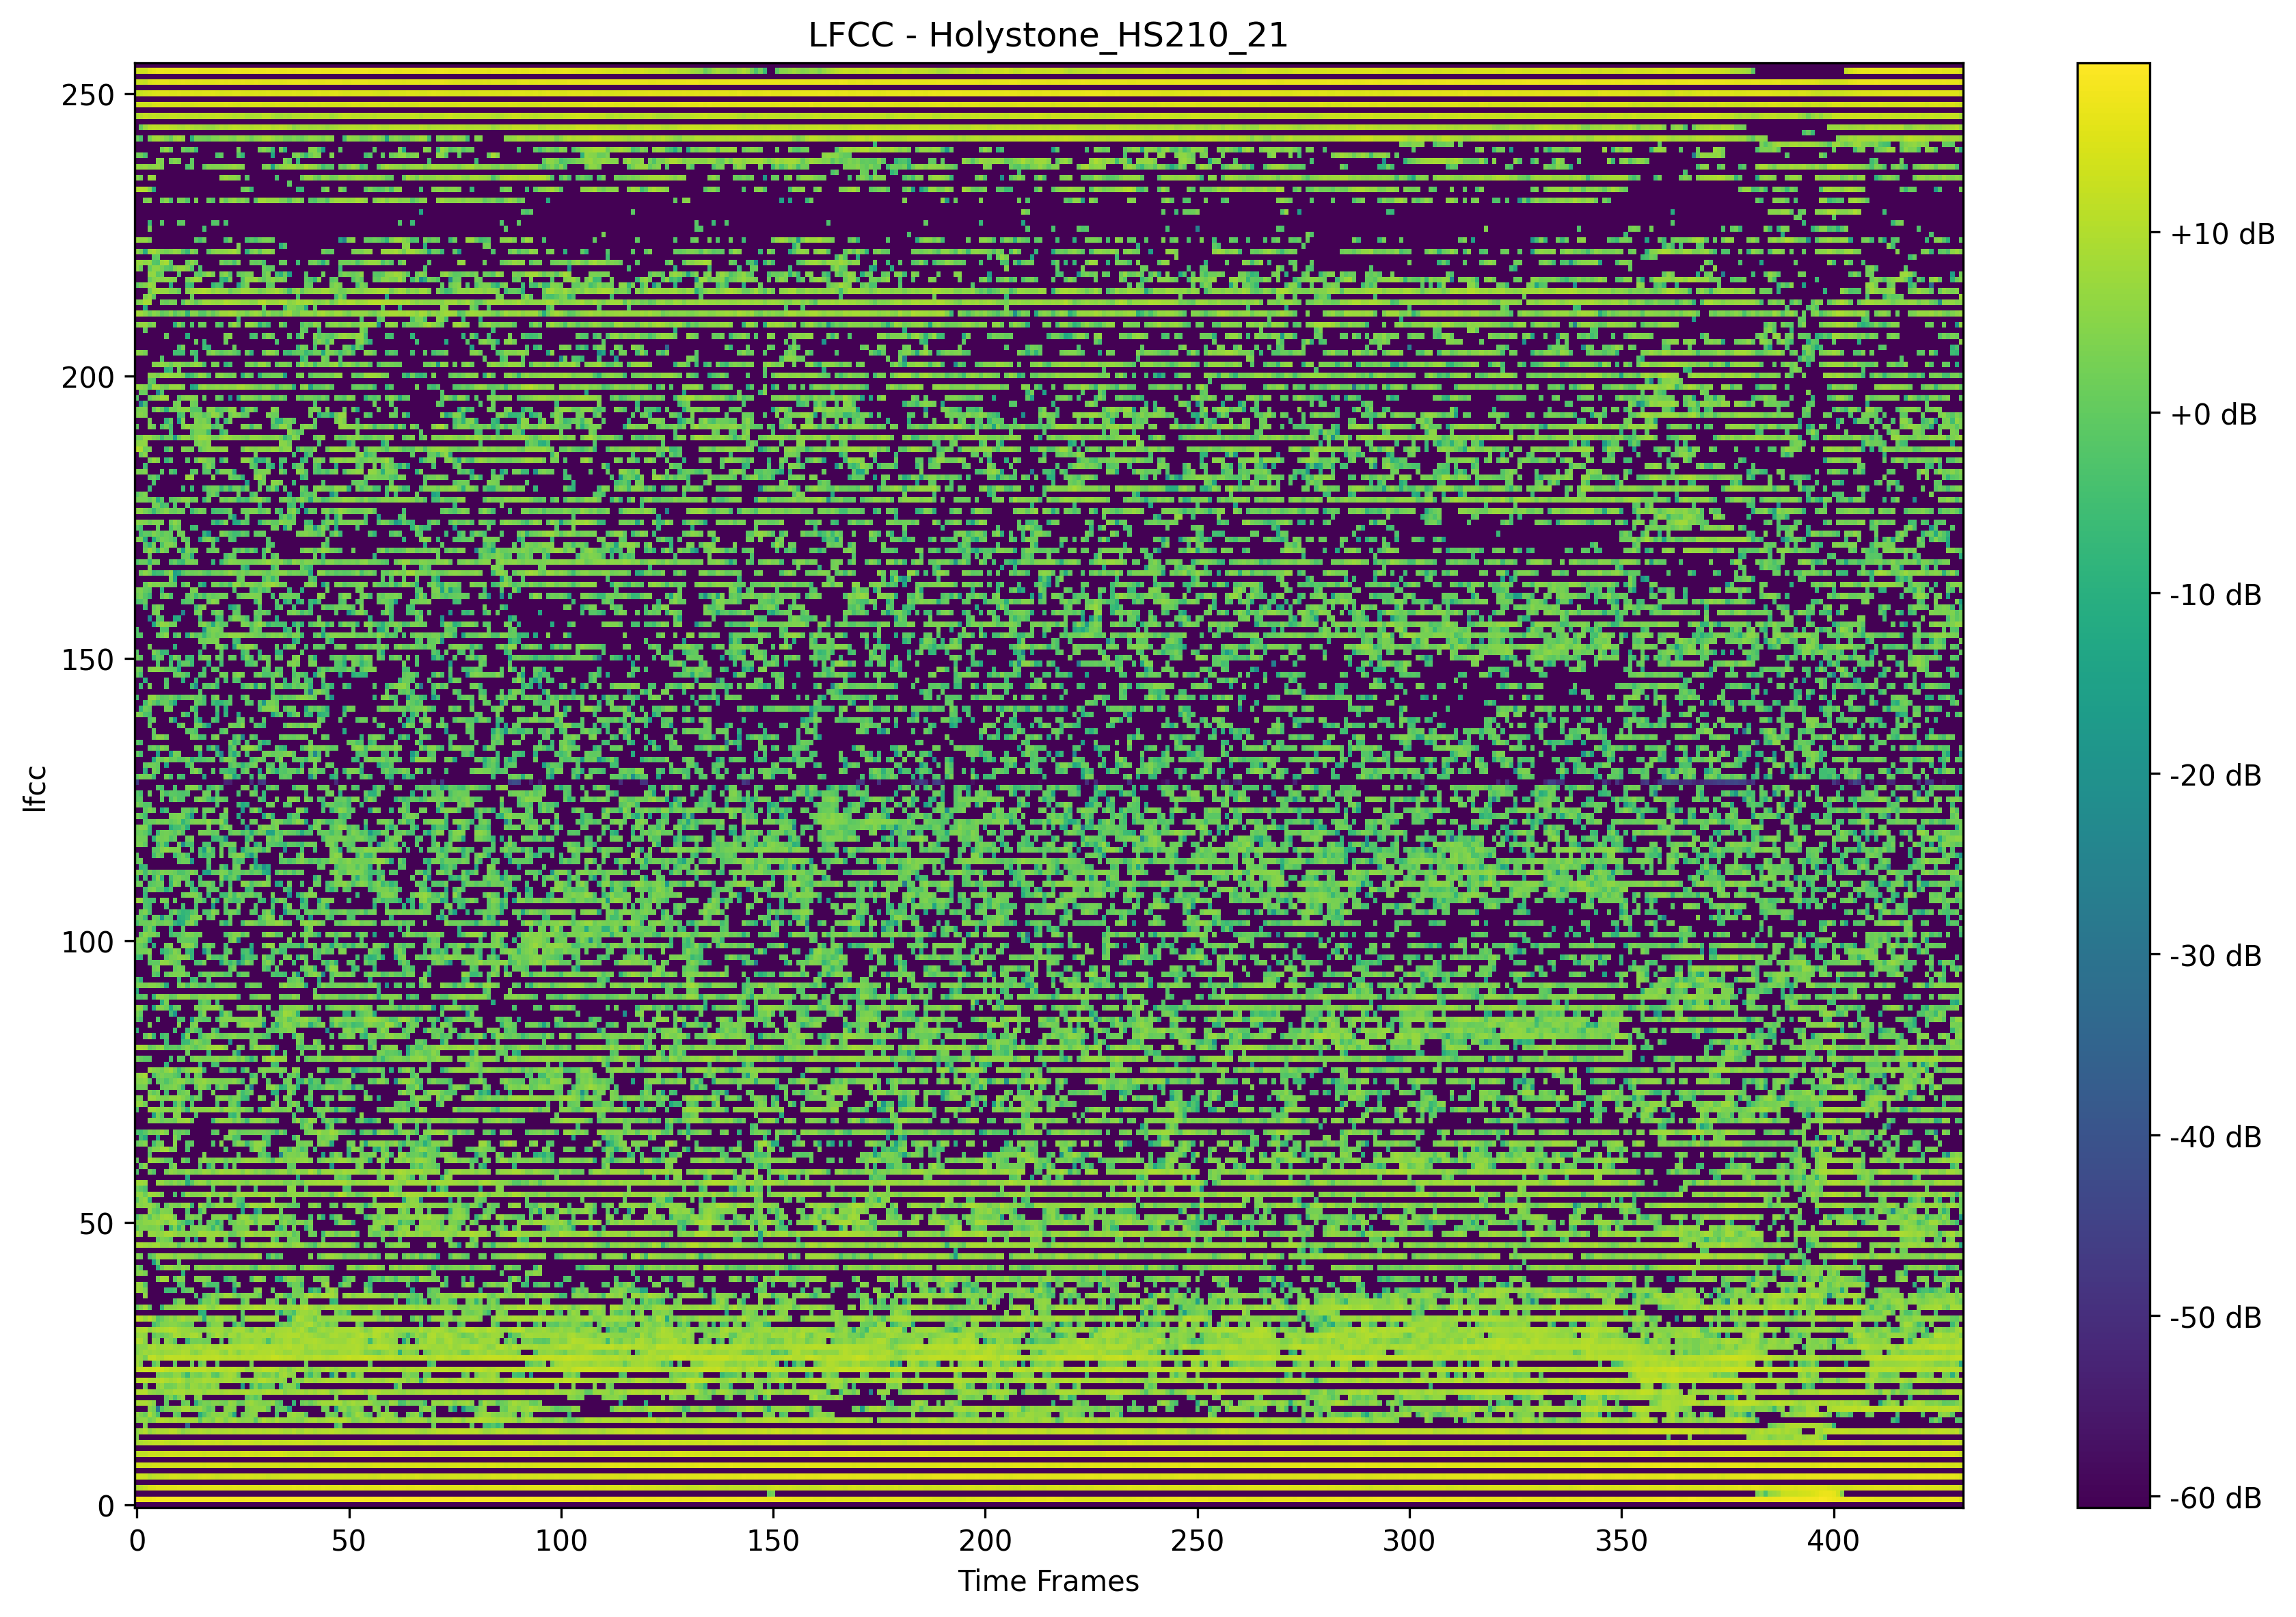 LFCC - Holystone_HS210_21
250
200
150
100
50
0
lfcc
0 50 100 150 200 250 300 350 400
Time Frames
+10 dB
+0 dB
-10 dB
-20 dB
-30 dB
-40 dB
-50 dB
-60 dB